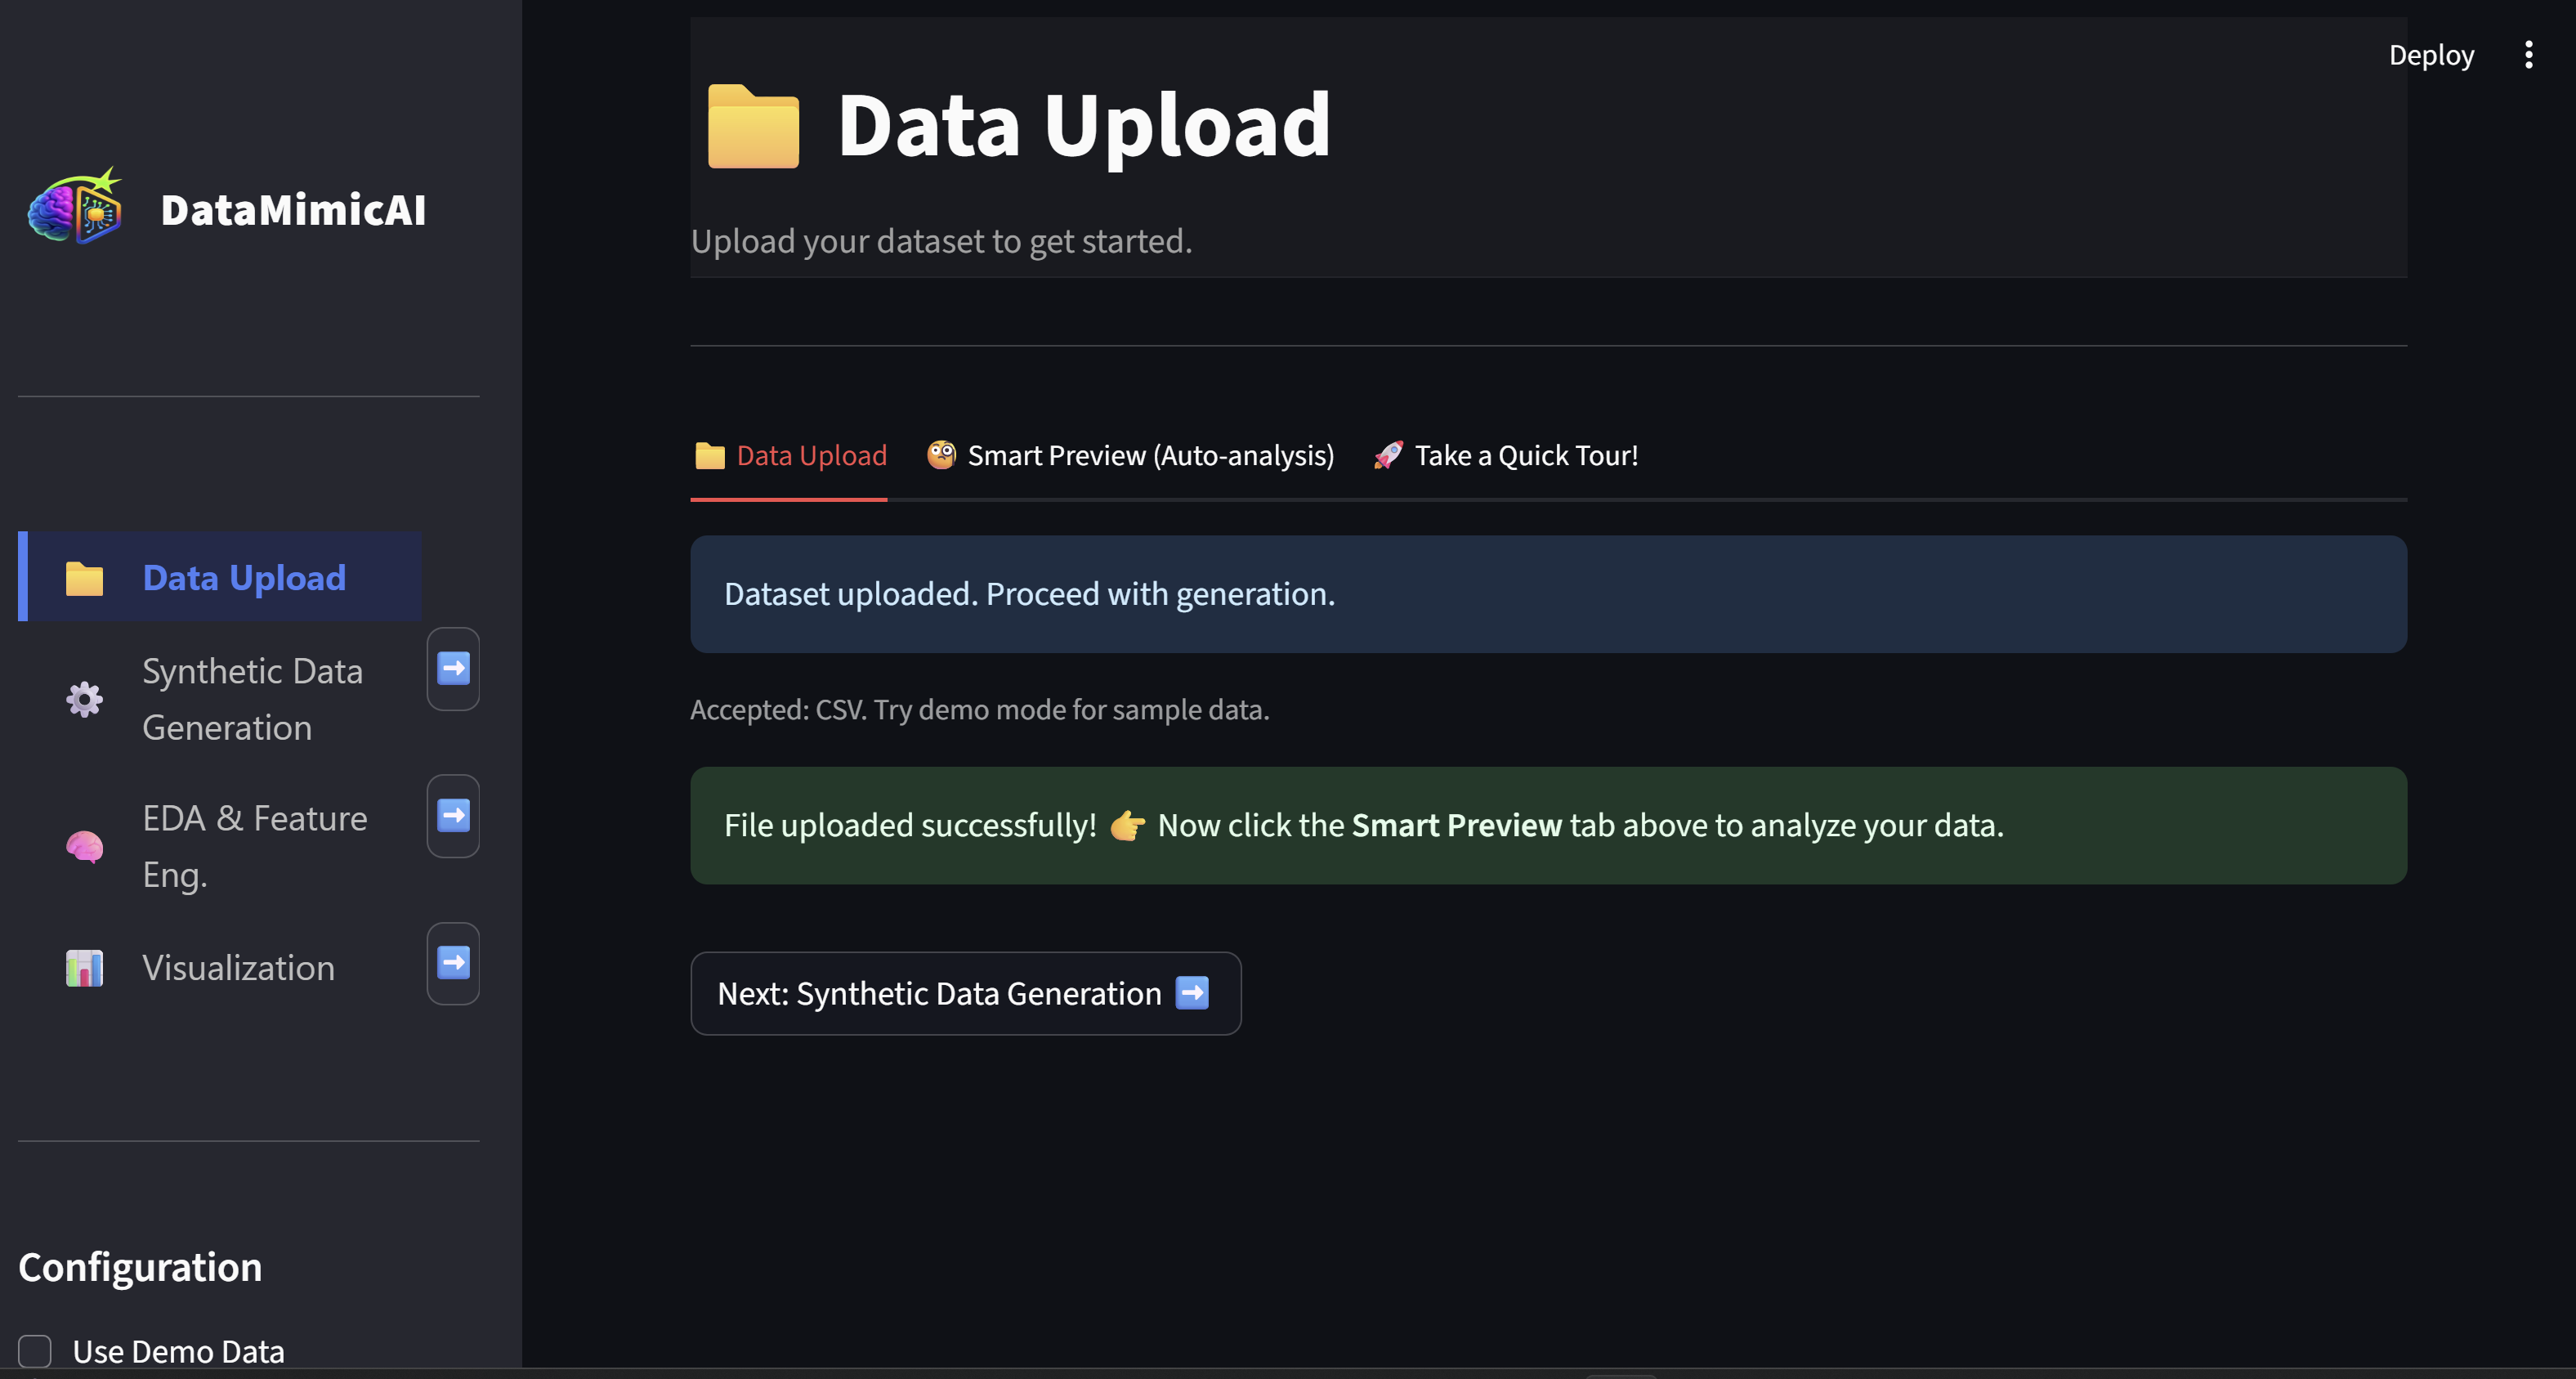 DataMimicAI
Data Upload
Synthetic Data
Generation
EDA & Feature
Eng.
Visualization
Configuration
Use Demo Data
Deploy
Data Upload
Upload your dataset to get started.
Data Upload
Smart Preview (Auto-analysis)
Take a Quick Tour!
Dataset uploaded. Proceed with generation.
Accepted: CSV. Try demo mode for sample data.
File uploaded successfully! 👉 Now click the Smart Preview tab above to analyze your data.
Next: Synthetic Data Generation ➡️